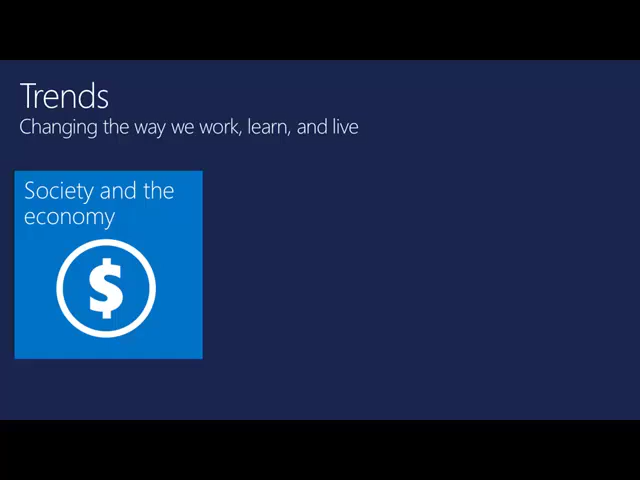 Trends
Changing the way we work, learn, and live
Society and the
economy
$